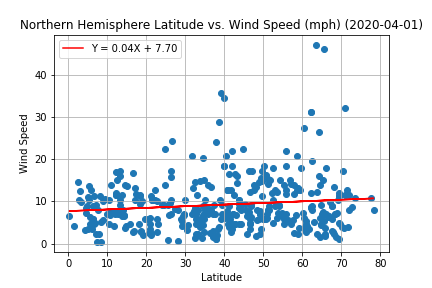 Northern Hemisphere Latitude vs. Wind Speed (mph) (2020-04-01)
Y = 0.04X + 7.70
Wind Speed
40
30
20
10
0
0 10 20 30 40 50 60 70 80
Latitude